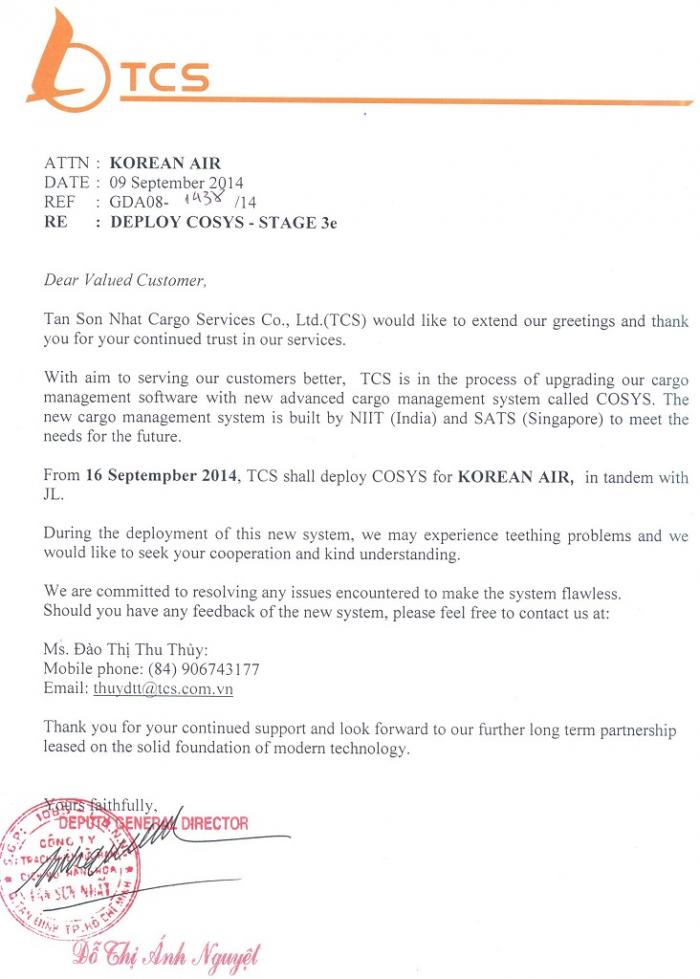 TCS
ATTN : KOREAN AIR
DATE : 09 September 2014
REF : GDA08- 1438 /14
RE : DEPLOY COSYS - STAGE 3e
Dear Valued Customer,
Tan Son Nhat Cargo Services Co., Ltd.(TCS) would like to extend our greetings and thank
you for your continued trust in our services.
With aim to serving our customers better, TCS is in the process of upgrading our cargo
management software with new advanced cargo management system called COSYS. The
new cargo management system is built by NIIT (India) and SATS (Singapore) to meet the
needs for the future.
From 16 Septempber 2014, TCS shall deploy COSYS for KOREAN AIR, in tandem with
JL.
During the deployment of this new system, we may experience teething problems and we
would like to seek your cooperation and kind understanding.
We are committed to resolving any issues encountered to make the system flawless.
Should you have any feedback of the new system, please feel free to contact us at:
Ms. Đào Thị Thu Thủy:
Mobile phone: (84) 906743177
Email: thuydtt@tcs.com.vn
Thank you for your continued support and look forward to our further long term partnership
leased on the solid foundation of modern technology.
Yours faithfully,
DEPUTY GENERAL DIRECTOR
CÔNG TY
TÂN SƠN NHẤT
TP.HỒ CHÍ MINH
Đỗ Thị Ánh Nguyệt